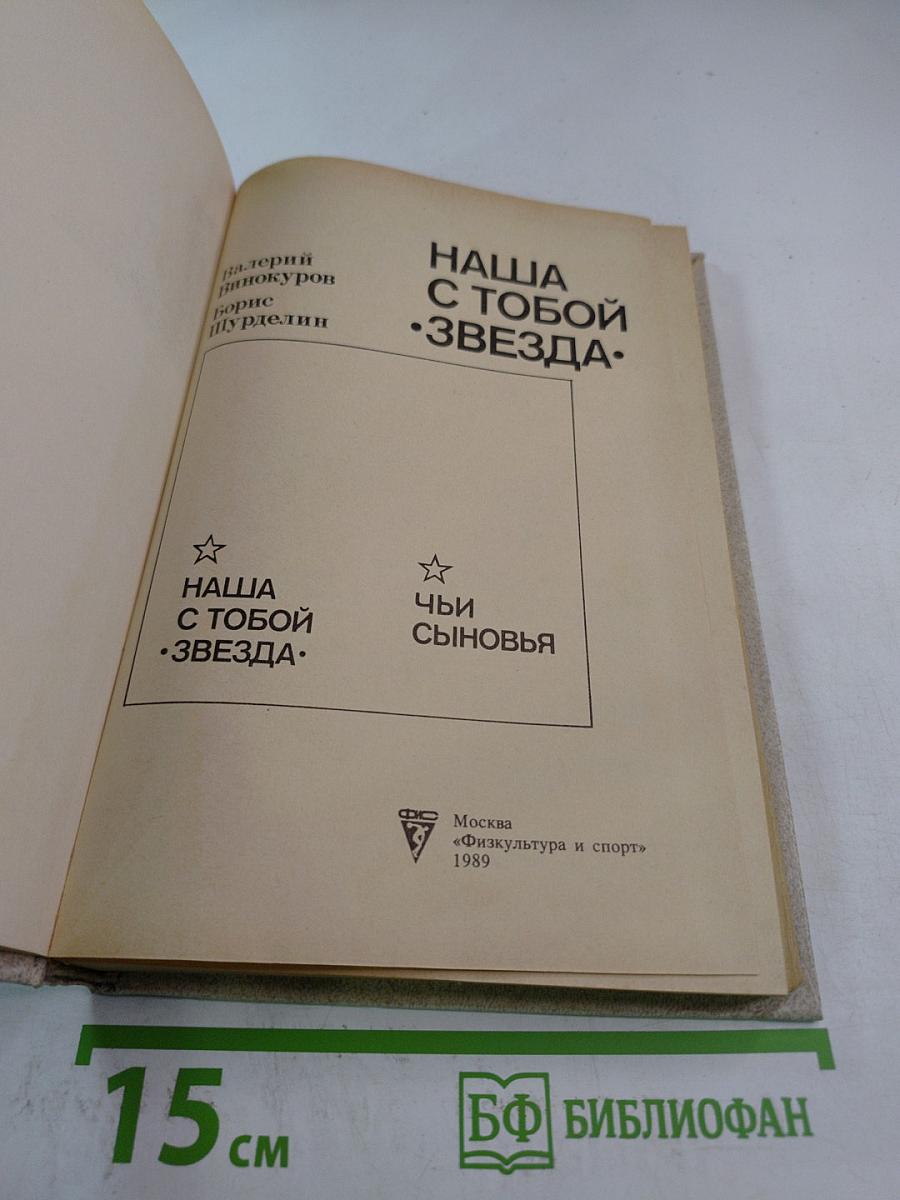 Валерий
Винокуров
Борис
Шурделин
НАША
С ТОБОЙ
•ЗВЕЗДА•
НАША
С ТОБОЙ
•ЗВЕЗДА•
ЧЬИ
СЫНОВЬЯ
ФИС
Москва
«Физкультура и спорт»
1989
15 см
БФ БИБЛИОФАН